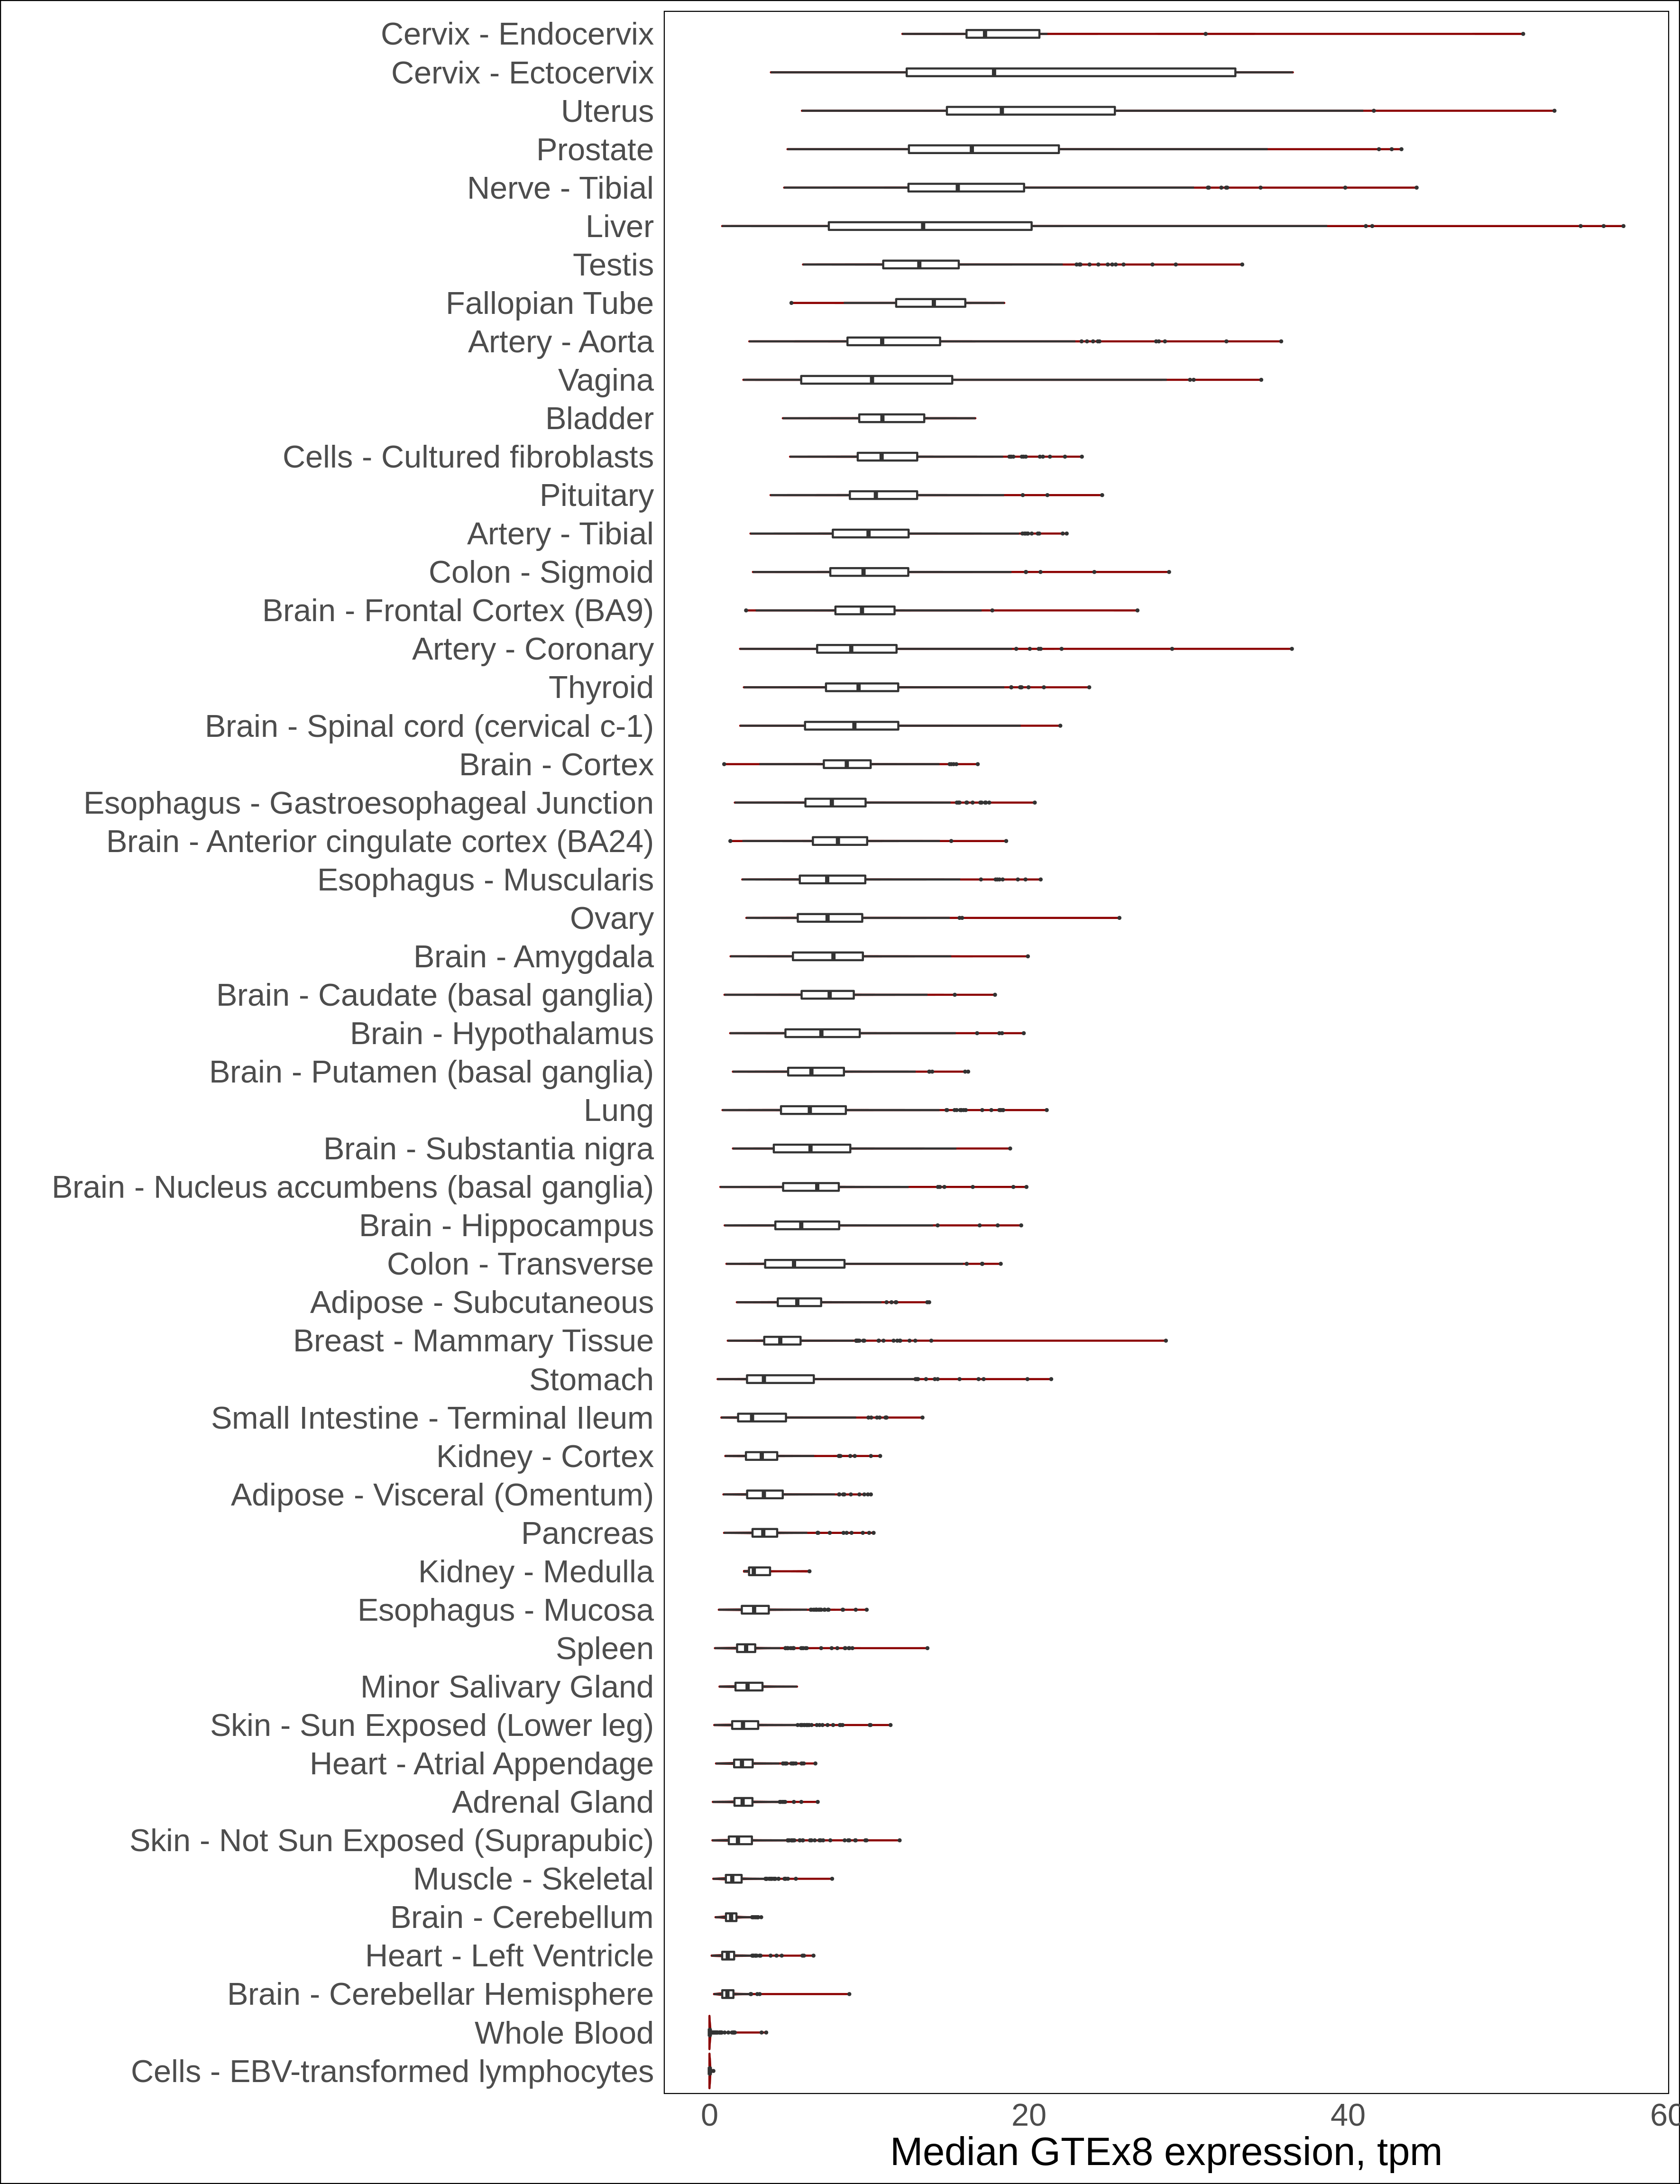 Cervix - Endocervix
Cervix - Ectocervix
Uterus
Prostate
Nerve - Tibial
Liver
Testis
Fallopian Tube
Artery - Aorta
Vagina
Bladder
Cells - Cultured fibroblasts
Pituitary
Artery - Tibial
Colon - Sigmoid
Brain - Frontal Cortex (BA9)
Artery - Coronary
Thyroid
Brain - Spinal cord (cervical c-1)
Brain - Cortex
Esophagus - Gastroesophageal Junction
Brain - Anterior cingulate cortex (BA24)
Esophagus - Muscularis
Ovary
Brain - Amygdala
Brain - Caudate (basal ganglia)
Brain - Hypothalamus
Brain - Putamen (basal ganglia)
Lung
Brain - Substantia nigra
Brain - Nucleus accumbens (basal ganglia)
Brain - Hippocampus
Colon - Transverse
Adipose - Subcutaneous
Breast - Mammary Tissue
Stomach
Small Intestine - Terminal Ileum
Kidney - Cortex
Adipose - Visceral (Omentum)
Pancreas
Kidney - Medulla
Esophagus - Mucosa
Spleen
Minor Salivary Gland
Skin - Sun Exposed (Lower leg)
Heart - Atrial Appendage
Adrenal Gland
Skin - Not Sun Exposed (Suprapubic)
Muscle - Skeletal
Brain - Cerebellum
Heart - Left Ventricle
Brain - Cerebellar Hemisphere
Whole Blood
Cells - EBV-transformed lymphocytes
0 20 40 60
Median GTEx8 expression, tpm